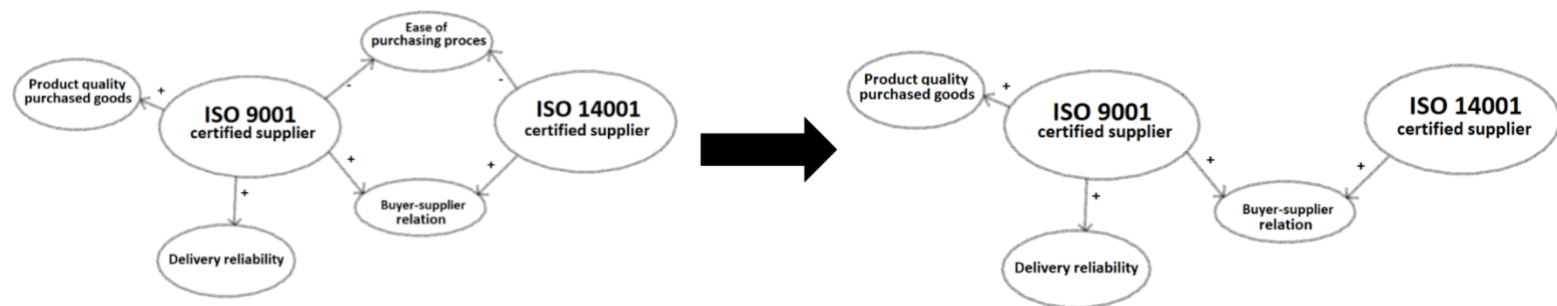 Ease of
purchasing proces
-
-
Product quality
purchased goods
+
ISO 9001
certified supplier
ISO 14001
certified supplier
+
+
+
Buyer-supplier
relation
Delivery reliability
Product quality
purchased goods
+
ISO 9001
certified supplier
ISO 14001
certified supplier
+
+
+
Buyer-supplier
relation
Delivery reliability